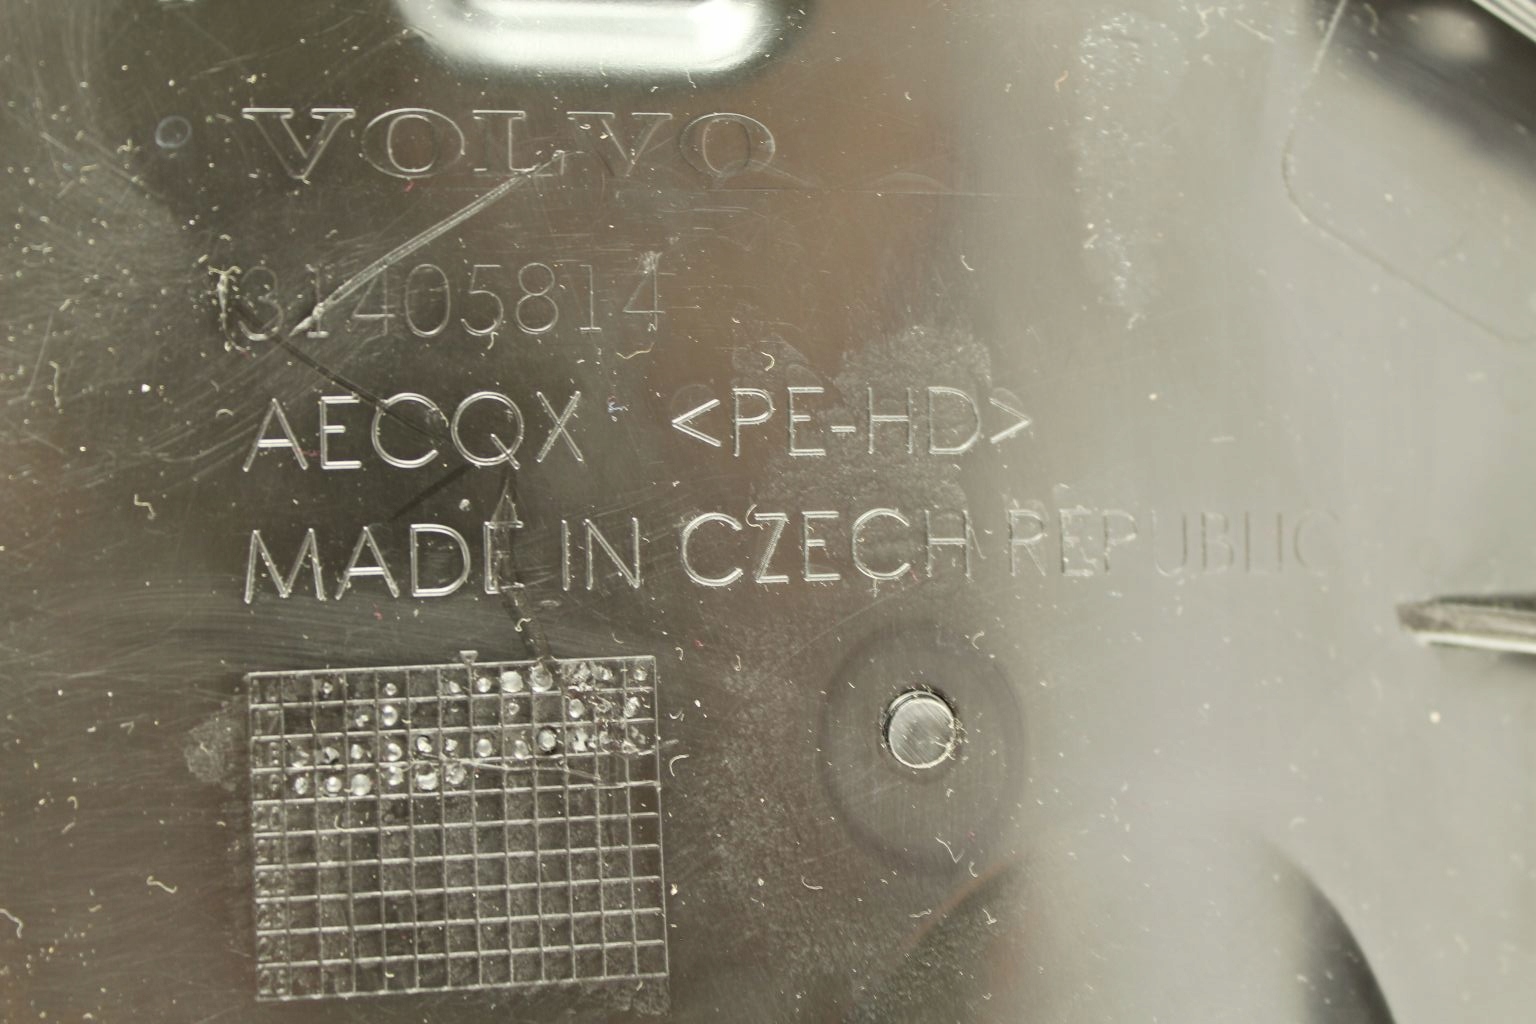 VOLVO
31405814
AECQX <PE-HD>
MADE IN CZECH REPUBLIC